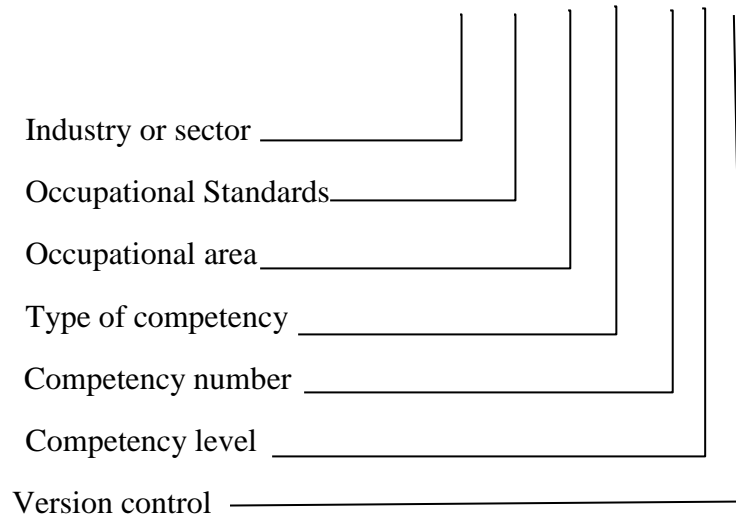 Industry or sector
Occupational Standards
Occupational area
Type of competency
Competency number
Competency level
Version control